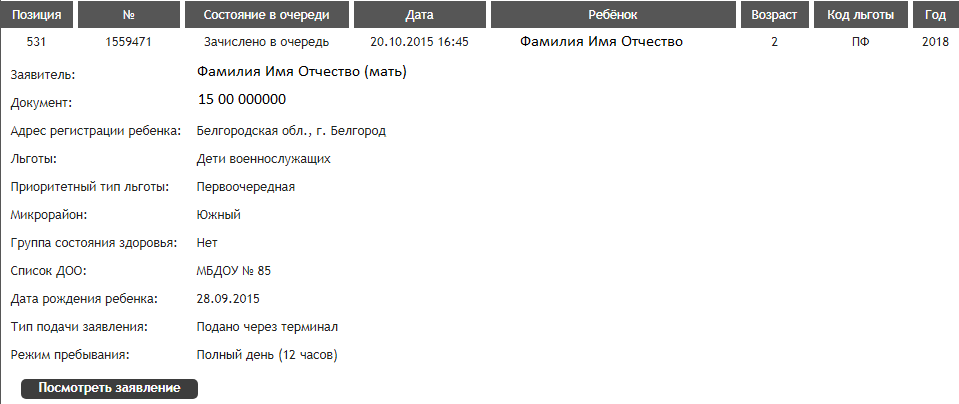 Позиция № Состояние в очереди Дата Ребёнок Возраст Код льготы Год
531 1559471 Зачислено в очередь 20.10.2015 16:45 Фамилия Имя Отчество 2 ПФ 2018
Заявитель: Фамилия Имя Отчество (мать)
Документ: 15 00 000000
Адрес регистрации ребенка: Белгородская обл., г. Белгород
Льготы: Дети военнослужащих
Приоритетный тип льготы: Первоочередная
Микрорайон: Южный
Группа состояния здоровья: Нет
Список ДОО: МБДОУ № 85
Дата рождения ребенка: 28.09.2015
Тип подачи заявления: Подано через терминал
Режим пребывания: Полный день (12 часов)
Посмотреть заявление